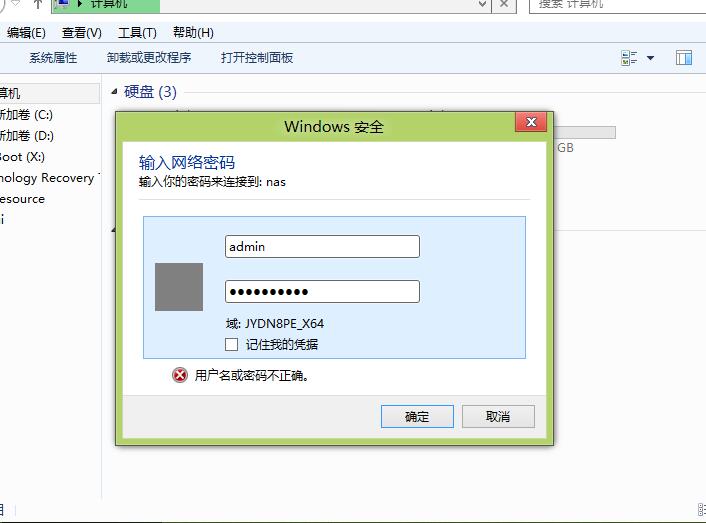 计算机
搜索 计算机
编辑(E) 查看(V) 工具(T) 帮助(H)
系统属性 卸载或更改程序 打开控制面板
算机
新加卷 (C:)
新加卷 (D:)
Boot (X:)
nology Recovery
esource
硬盘 (3)
GB
Windows 安全
输入网络密码
输入你的密码来连接到: nas
admin
●●●●●●●●●●
域: JYDN8PE_X64
记住我的凭据
用户名或密码不正确。
确定 取消